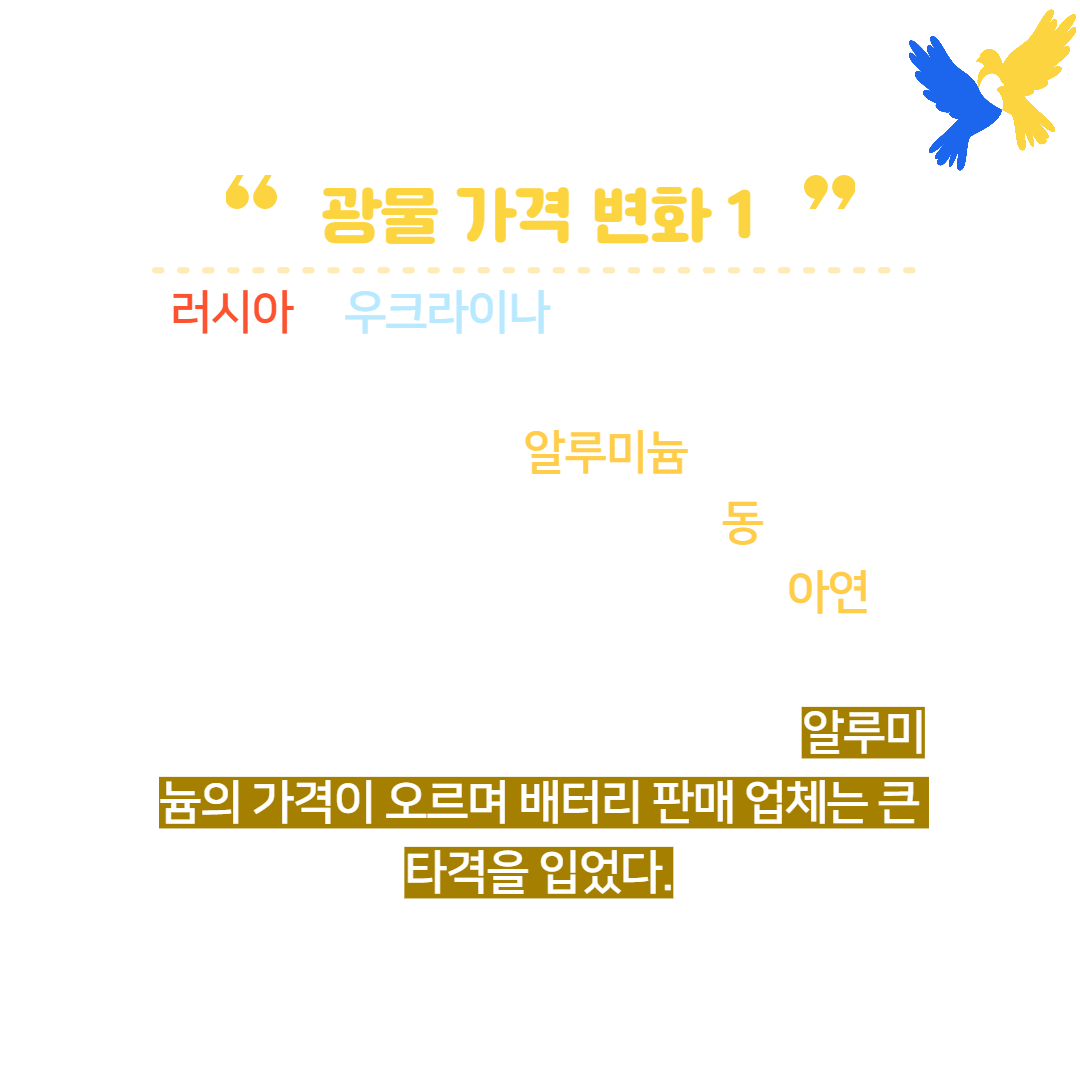 “ 광물 가격 변화 1 ”
러시아 우크라이나
알루미늄
동
아연
알루미
늄의 가격이 오르며 배터리 판매 업체는 큰
타격을 입었다.